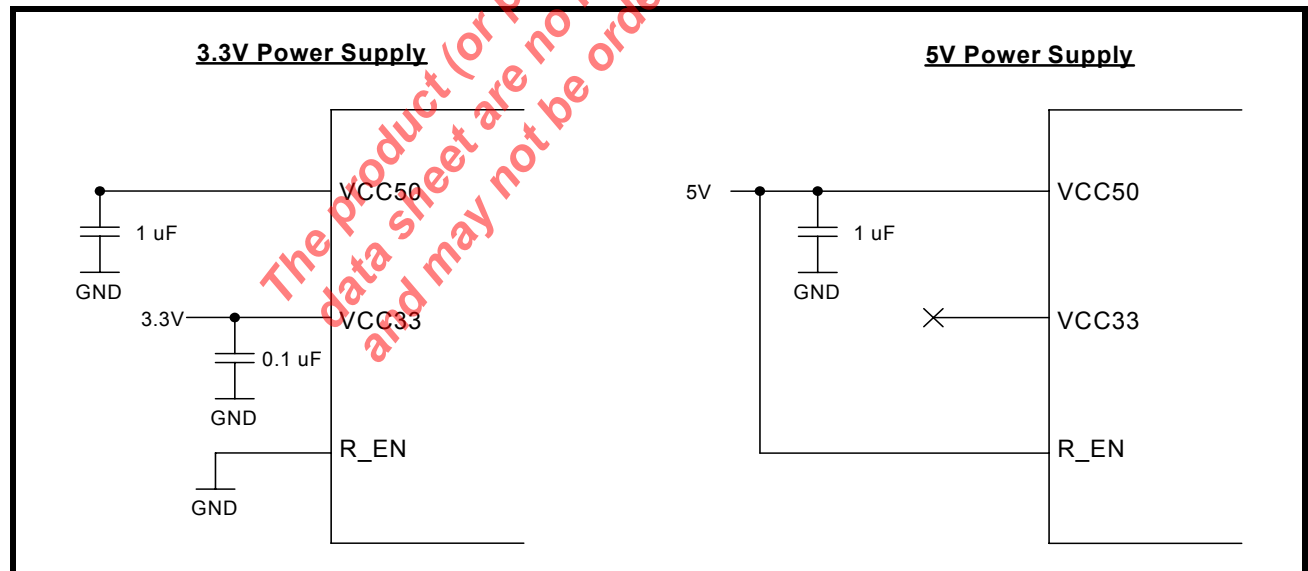 3.3V Power Supply
VCC50
1 uF
GND
3.3V
VCC33
0.1 uF
GND
R_EN
GND
5V Power Supply
5V
VCC50
1 uF
GND
VCC33
R_EN
The product (or
data sheet are no
and may not be orde